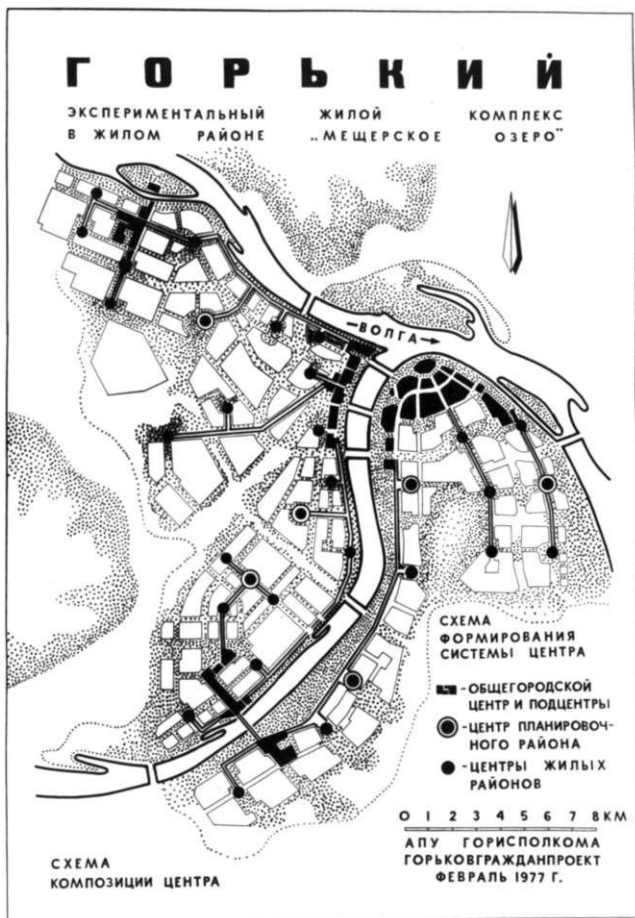 ГОРЬКИЙ
ЭКСПЕРИМЕНТАЛЬНЫЙ ЖИЛОЙ КОМПЛЕКС
В ЖИЛОМ РАЙОНЕ „МЕЩЕРСКОЕ ОЗЕРО"
ВОЛГА
СХЕМА
ФОРМИРОВАНИЯ
СИСТЕМЫ ЦЕНТРА
- ОБЩЕГОРОДСКОЙ
ЦЕНТР И ПОДЦЕНТРЫ
- ЦЕНТР ПЛАНИРОВОЧ-
НОГО РАЙОНА
- ЦЕНТРЫ ЖИЛЫХ
РАЙОНОВ
0 1 2 3 4 5 6 7 8 КМ
АПУ ГОРИСПОЛКОМА
ГОРЬКОВГРАЖДАНПРОЕКТ
ФЕВРАЛЬ 1977 Г.
СХЕМА
КОМПОЗИЦИИ ЦЕНТРА